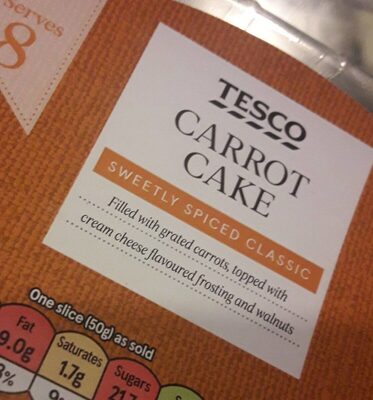 serves
8
TESCO
CARROT
CAKE
SWEETLY SPICED CLASSIC
Filled with grated carrots, topped with
cream cheese flavoured frosting and walnuts
One slice (50g) as sold
Fat
9.0g
Saturates
1.7g
Sugars